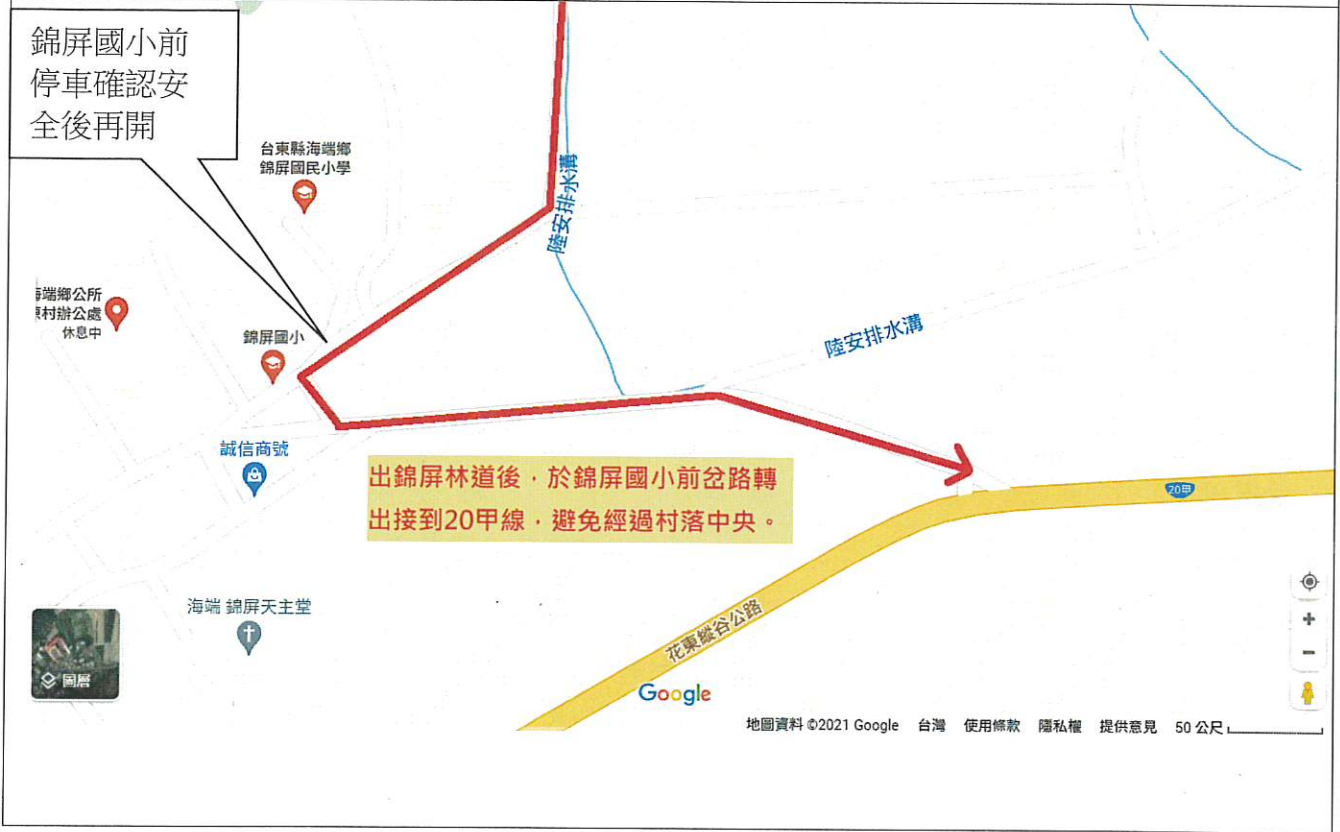 錦屏國小前
停車確認安
全後再開
台東縣海端鄉
錦屏國民小學
陸安排水溝
端鄉公所
村辦公處
休息中
錦屏國小
陸安排水溝
誠信商號
出錦屏林道後，於錦屏國小前岔路轉
出接到20甲線，避免經過村落中央。
20甲
海端 錦屏天主堂
花東縱谷公路
圖層
Google
地圖資料 ©2021 Google 台灣 使用條款 隱私權 提供意見 50 公尺